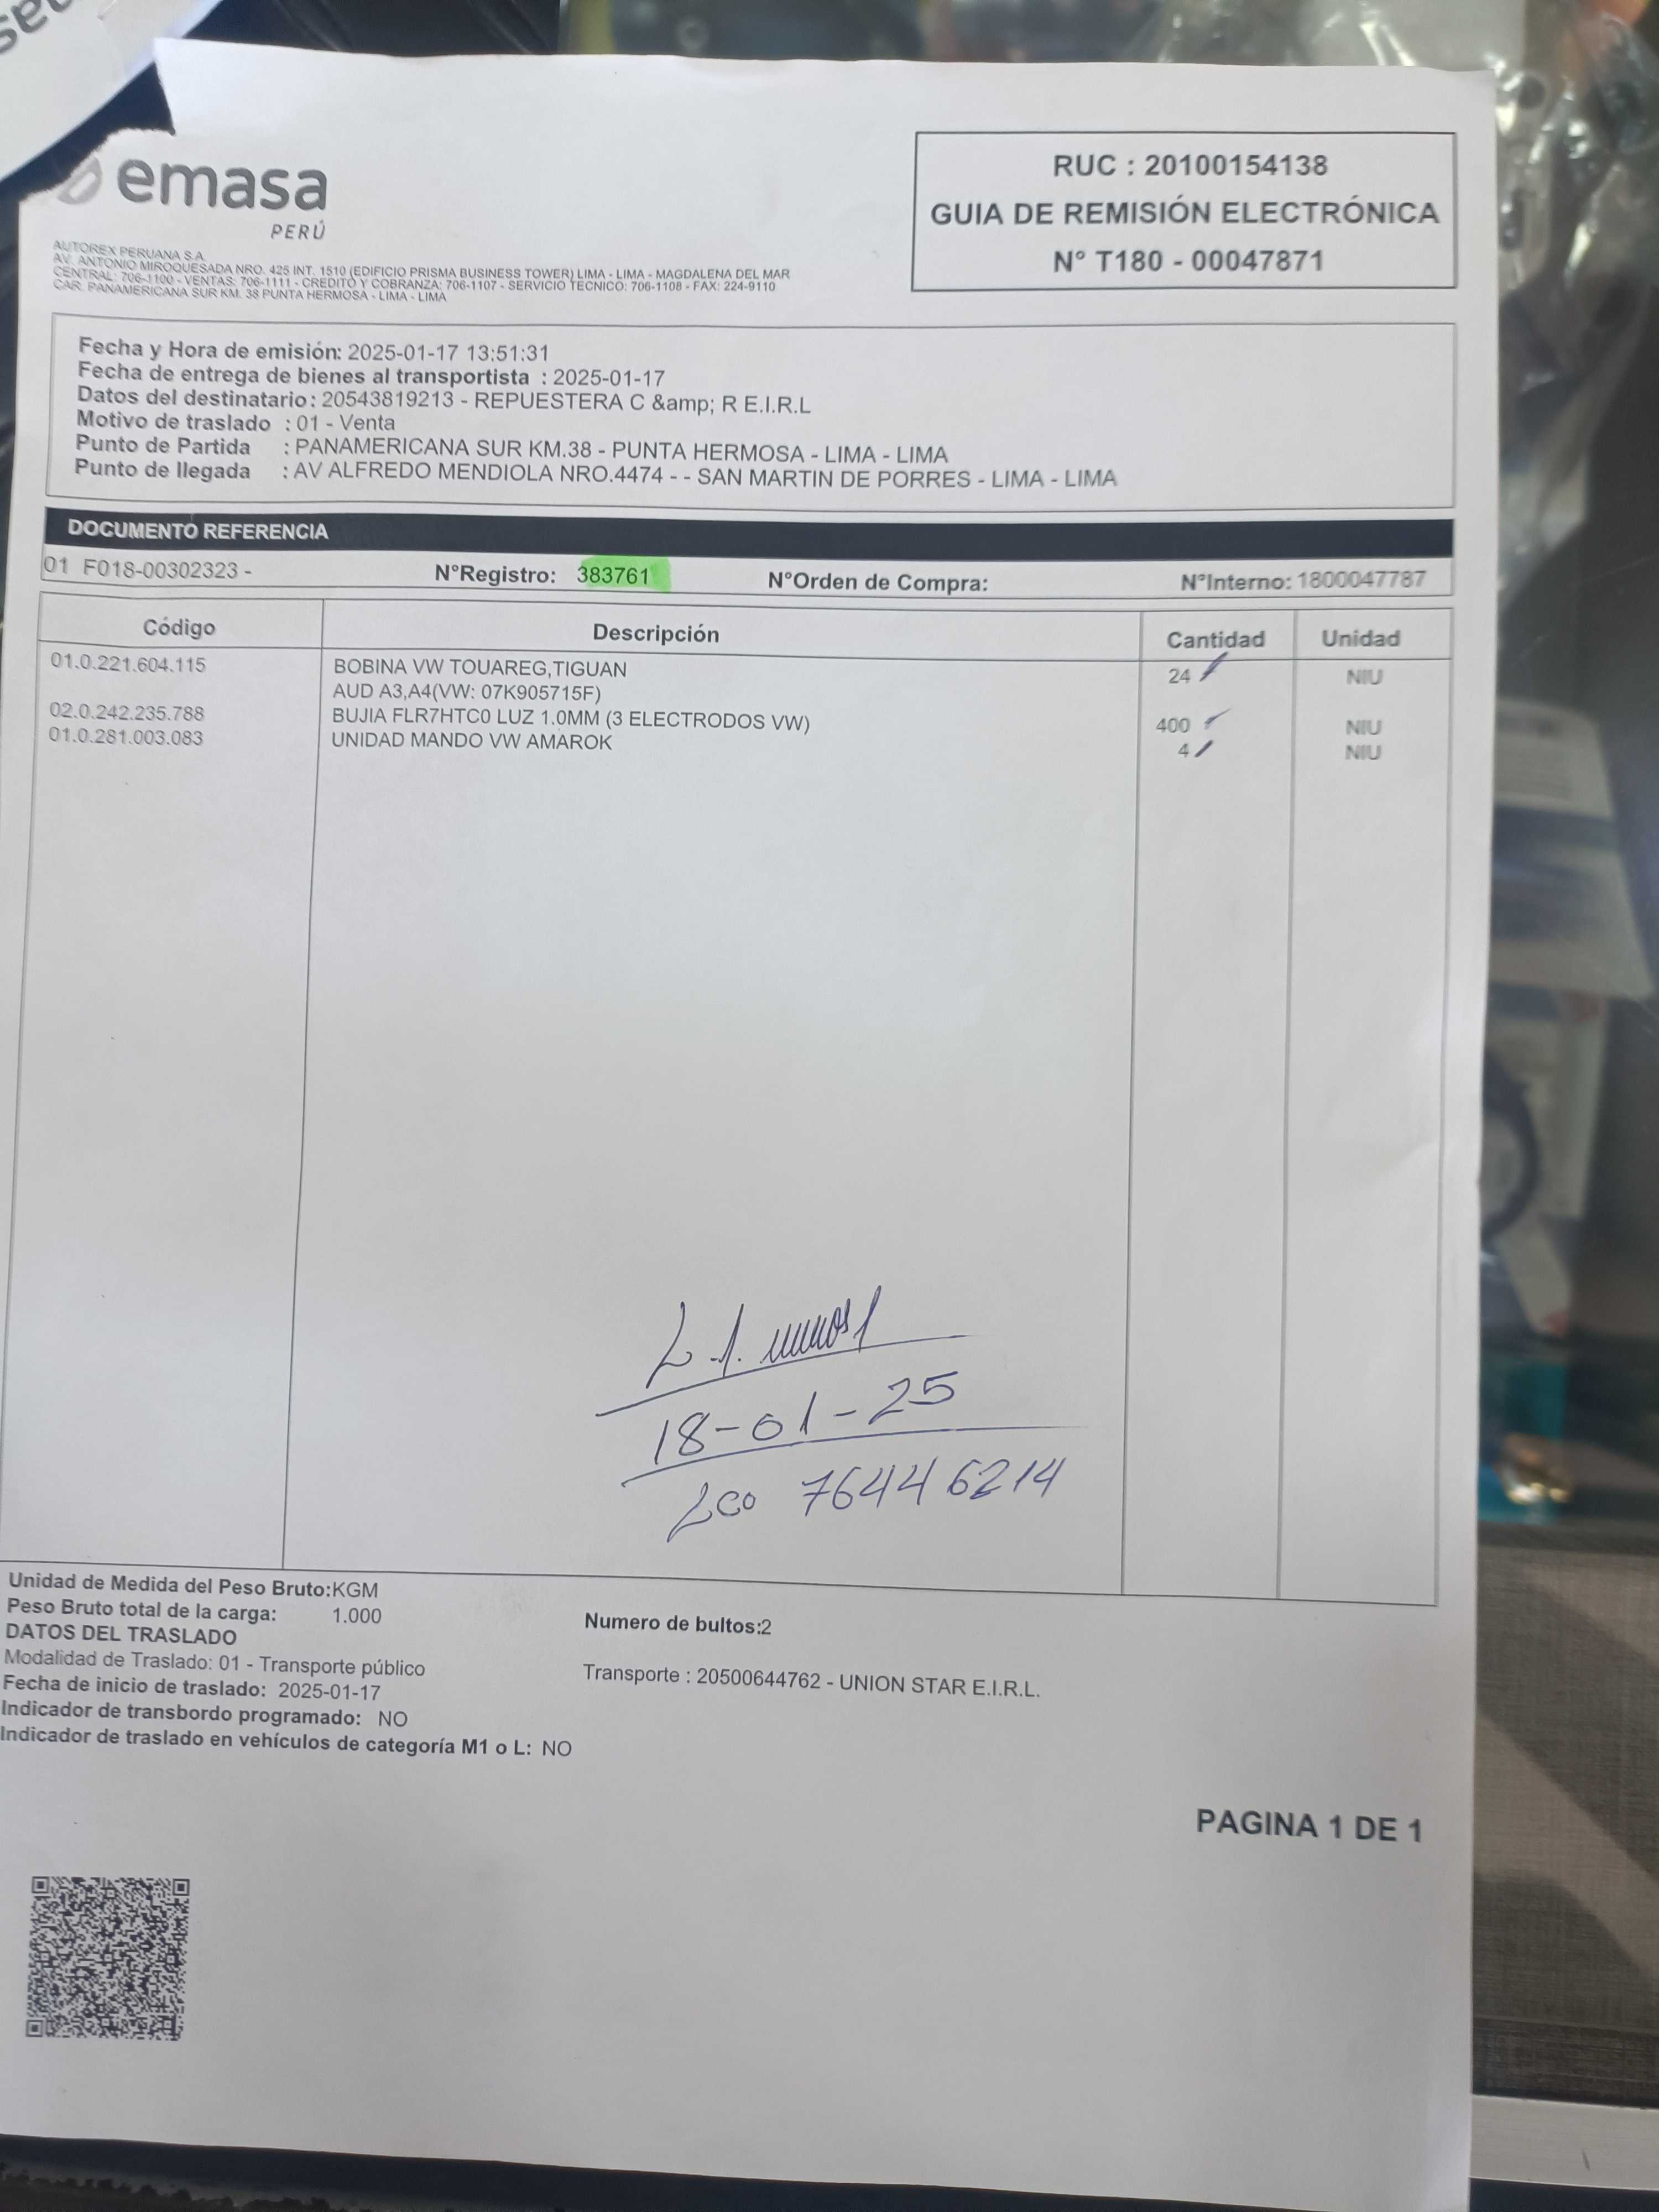 emasa
PERÚ
AUTOREX PERUANA S.A.
AV. ANTONIO MIROQUESADA NRO. 425 INT. 1510 (EDIFICIO PRISMA BUSINESS TOWER) LIMA - LIMA - MAGDALENA DEL MAR
CENTRAL: 706-1100 - VENTAS: 706-1111 - CREDITO Y COBRANZA: 706-1107 - SERVICIO TECNICO: 706-1108 - FAX: 224-9110
CAR. PANAMERICANA SUR KM. 38 PUNTA HERMOSA - LIMA - LIMA
RUC : 20100154138
GUIA DE REMISIÓN ELECTRÓNICA
N° T180 - 00047871
Fecha y Hora de emisión: 2025-01-17 13:51:31
Fecha de entrega de bienes al transportista : 2025-01-17
Datos del destinatario: 20543819213 - REPUESTERA C &amp; R E.I.R.L
Motivo de traslado : 01 - Venta
Punto de Partida : PANAMERICANA SUR KM.38 - PUNTA HERMOSA - LIMA - LIMA
Punto de llegada : AV ALFREDO MENDIOLA NRO.4474 - - SAN MARTIN DE PORRES - LIMA - LIMA
DOCUMENTO REFERENCIA
01 F018-00302323 - N°Registro: 383761 N°Orden de Compra: N°Interno: 1800047787
Código Descripción Cantidad Unidad
01.0.221.604.115 BOBINA VW TOUAREG,TIGUAN 24 NIU
AUD A3,A4(VW: 07K905715F)
02.0.242.235.788 BUJIA FLR7HTC0 LUZ 1.0MM (3 ELECTRODOS VW) 400 NIU
01.0.281.003.083 UNIDAD MANDO VW AMAROK 4 NIU
18-01-25
76446214
Unidad de Medida del Peso Bruto:KGM
Peso Bruto total de la carga: 1.000 Numero de bultos:2
DATOS DEL TRASLADO
Modalidad de Traslado: 01 - Transporte público Transporte : 20500644762 - UNION STAR E.I.R.L.
Fecha de inicio de traslado: 2025-01-17
Indicador de transbordo programado: NO
Indicador de traslado en vehículos de categoría M1 o L: NO
PAGINA 1 DE 1